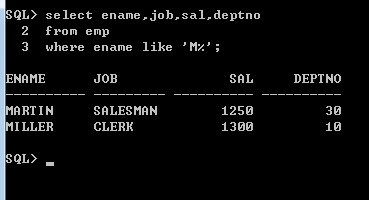 SQL> select ename,job,sal,deptno
2 from emp
3 where ename like 'M%';
ENAME JOB SAL DEPTNO
---------- --------- ---------- ----------
MARTIN SALESMAN 1250 30
MILLER CLERK 1300 10
SQL> _